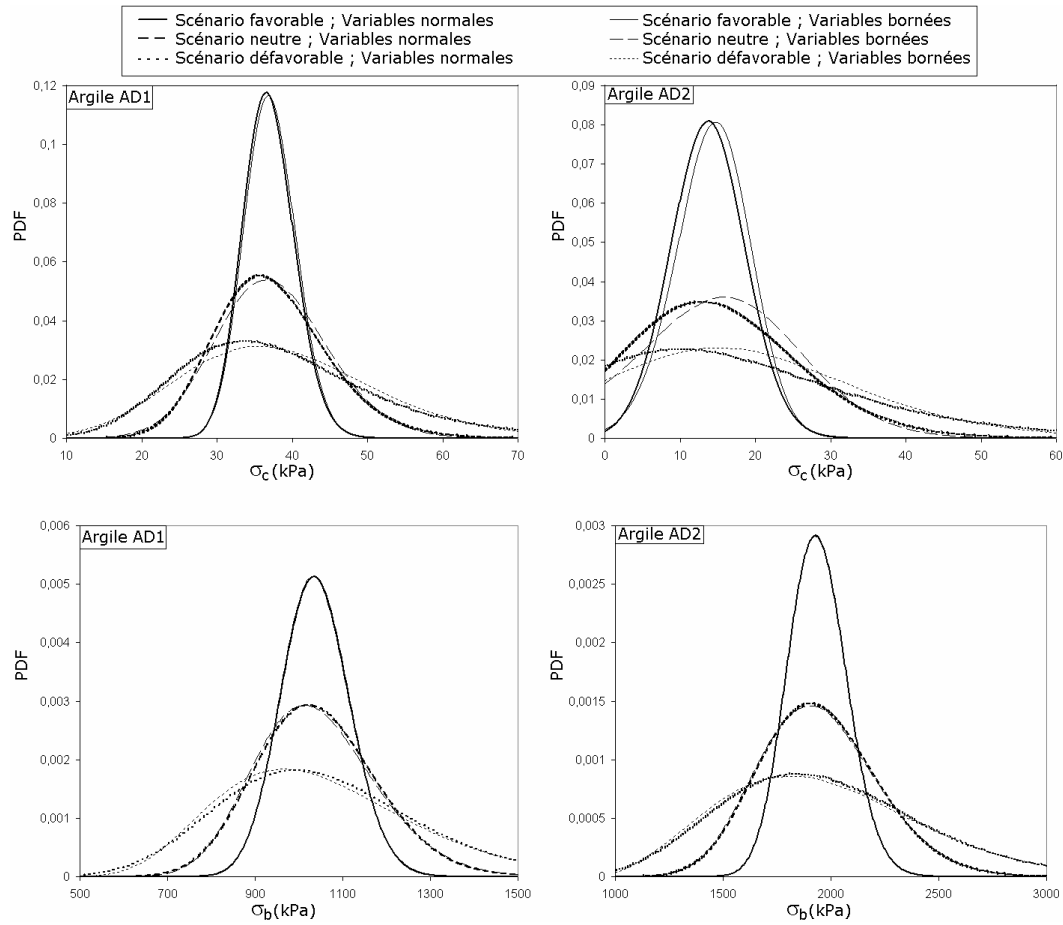 Scénario favorable ; Variables normales
Scénario neutre ; Variables normales
Scénario défavorable ; Variables normales
Scénario favorable ; Variables bornées
Scénario neutre ; Variables bornées
Scénario défavorable ; Variables bornées
Argile AD1
PDF
0,12
0,1
0,08
0,06
0,04
0,02
0
10 20 30 40 50 60 70
σc(kPa)
Argile AD2
PDF
0,09
0,08
0,07
0,06
0,05
0,04
0,03
0,02
0,01
0
0 10 20 30 40 50 60
σc(kPa)
Argile AD1
PDF
0,006
0,005
0,004
0,003
0,002
0,001
0
500 700 900 1100 1300 1500
σb(kPa)
Argile AD2
PDF
0,003
0,0025
0,002
0,0015
0,001
0,0005
0
1000 1500 2000 2500 3000
σb(kPa)